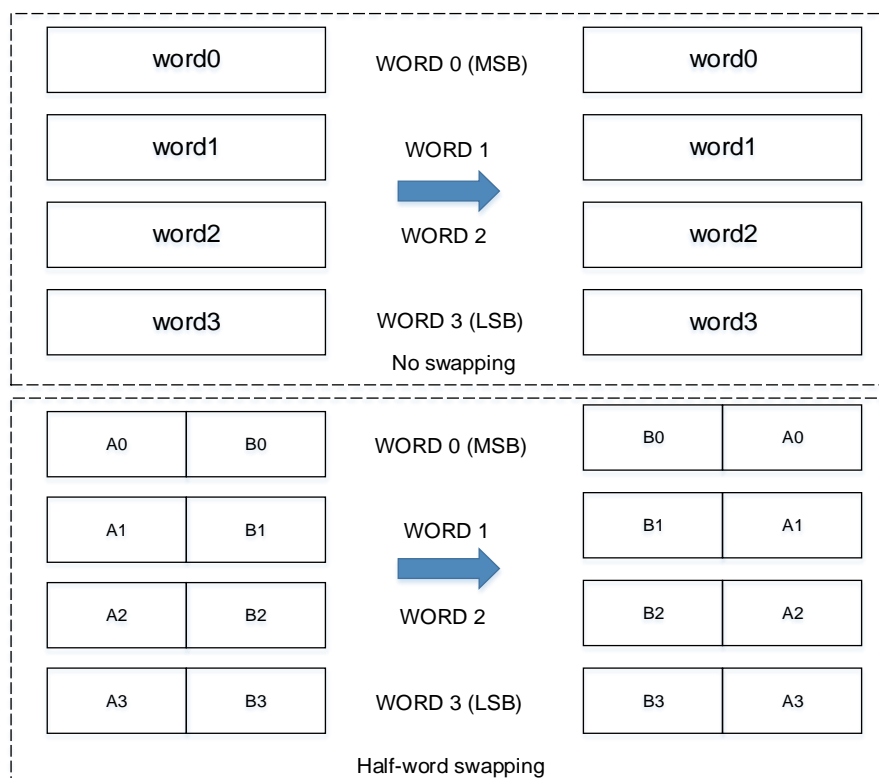 word0 WORD 0 (MSB) word0
word1 WORD 1 word1
word2 WORD 2 word2
word3 WORD 3 (LSB) word3
No swapping
A0 B0 WORD 0 (MSB) B0 A0
A1 B1 WORD 1 B1 A1
A2 B2 WORD 2 B2 A2
A3 B3 WORD 3 (LSB) B3 A3
Half-word swapping